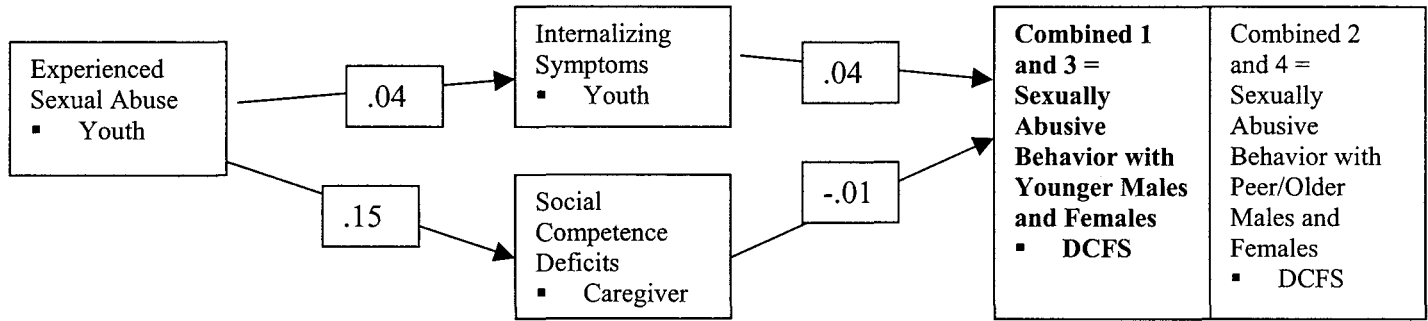 Experienced
Sexual Abuse
▪ Youth
.04
.15
Internalizing
Symptoms
▪ Youth
Social
Competence
Deficits
▪ Caregiver
.04
-.01
Combined 1
and 3 =
Sexually
Abusive
Behavior with
Younger Males
and Females
▪ DCFS
Combined 2
and 4 =
Sexually
Abusive
Behavior with
Peer/Older
Males and
Females
▪ DCFS